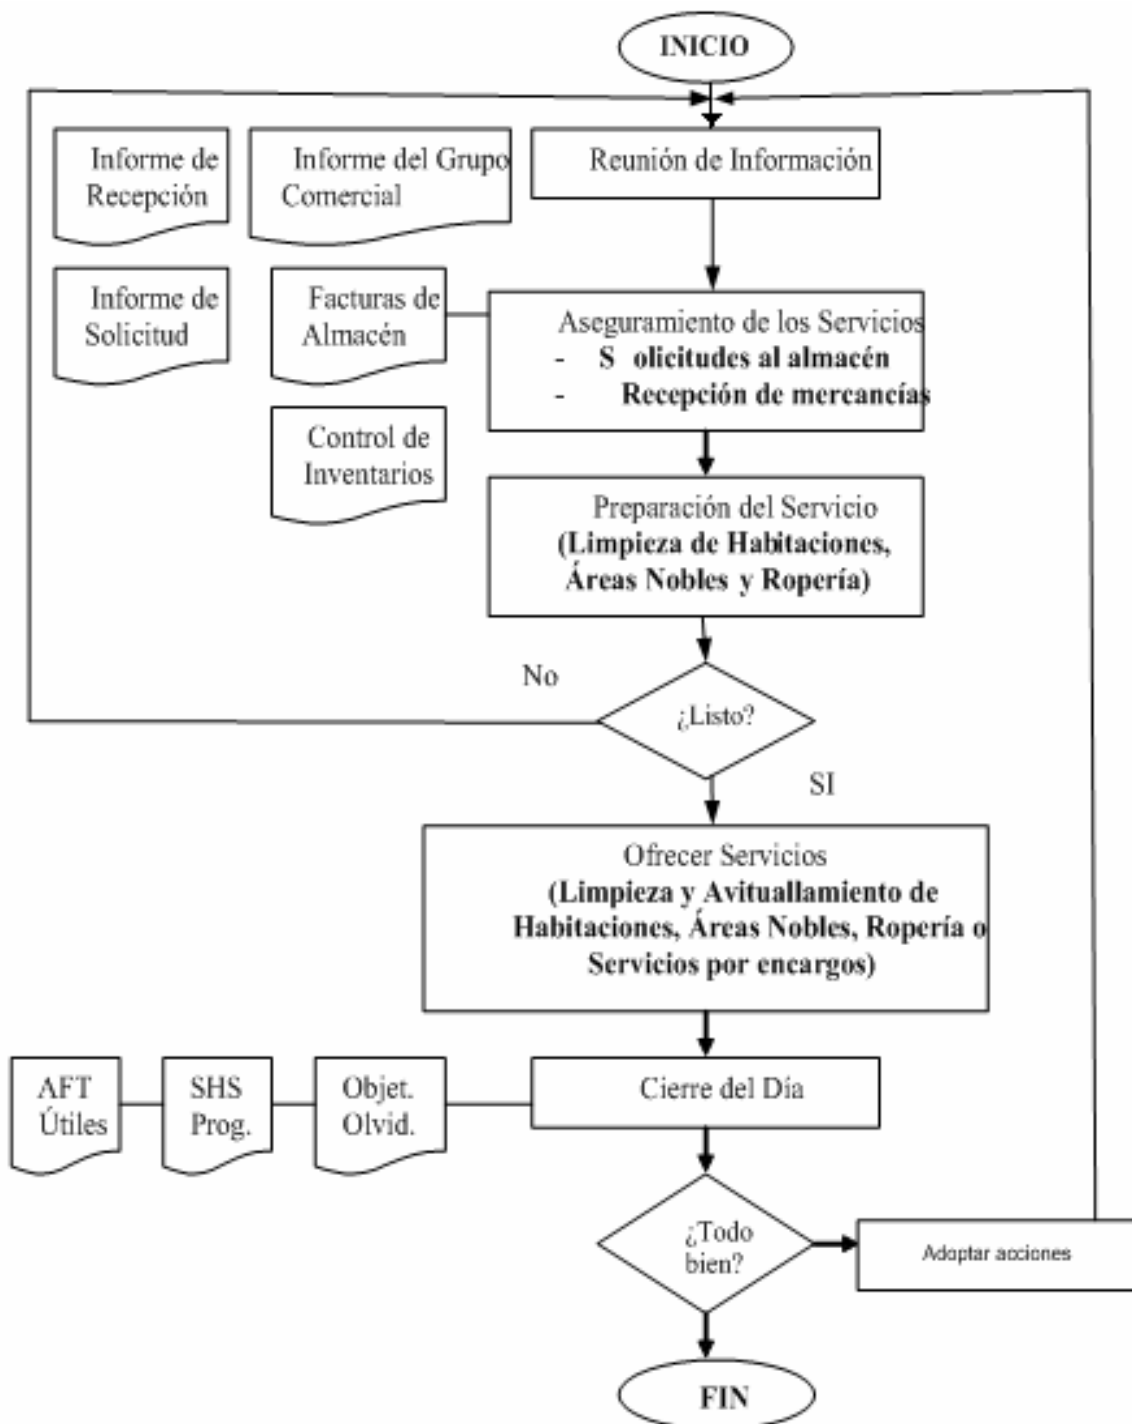 INICIO
Informe de
Recepción
Informe del Grupo
Comercial
Reunión de Información
Informe de
Solicitud
Facturas de
Almacén
Aseguramiento de los Servicios
- S olicitudes al almacén
- Recepción de mercancías
Control de
Inventarios
Preparación del Servicio
(Limpieza de Habitaciones,
Áreas Nobles y Ropería)
No
¿Listo?
SI
Ofrecer Servicios
(Limpieza y Avituallamiento de
Habitaciones, Áreas Nobles, Ropería o
Servicios por encargos)
AFT
Útiles
SHS
Prog.
Objet.
Olvid.
Cierre del Día
¿Todo
bien?
Adoptar acciones
FIN